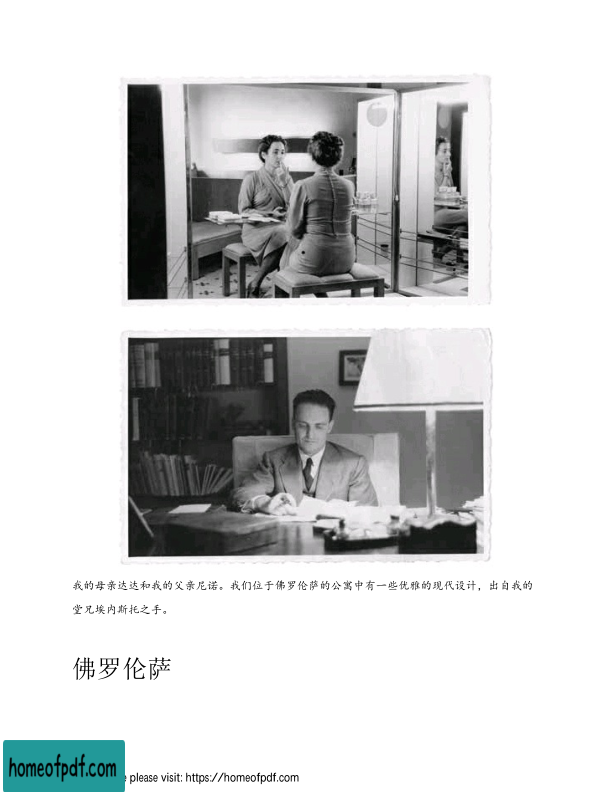 我的母亲达达和我的父亲尼诺。我们位于佛罗伦萨的公寓中有一些优雅的现代设计，出自我的
堂兄埃内斯托之手。
佛罗伦萨
homeofpdf.com
please visit: https://homeofpdf.com